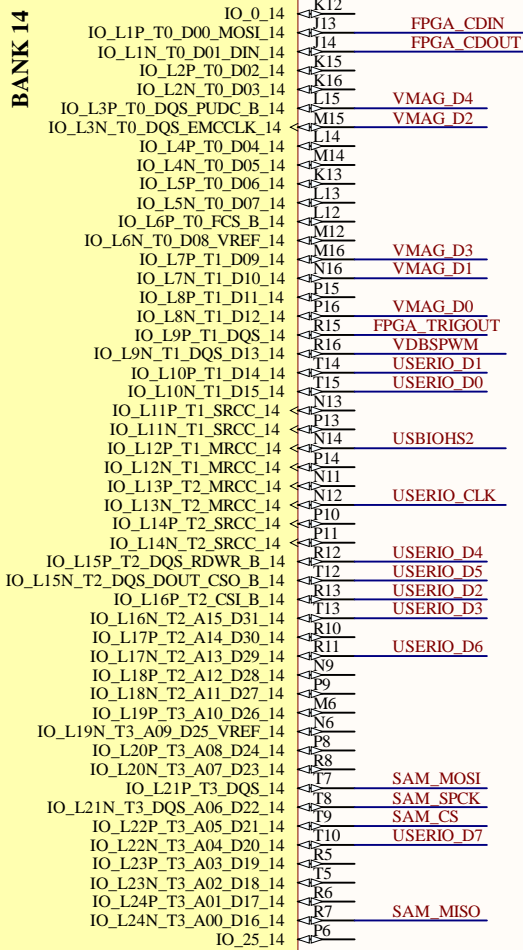 BANK 14
IO_0_14 K12
IO_L1P_T0_D00_MOSI_14 J13 FPGA_CDIN
IO_L1N_T0_D01_DIN_14 J14 FPGA_CDOUT
IO_L2P_T0_D02_14 K15
IO_L2N_T0_D03_14 K16
IO_L3P_T0_DQS_PUDC_B_14 L15 VMAG_D4
IO_L3N_T0_DQS_EMCCLK_14 M15 VMAG_D2
IO_L4P_T0_D04_14 L14
IO_L4N_T0_D05_14 M14
IO_L5P_T0_D06_14 K13
IO_L5N_T0_D07_14 L13
IO_L6P_T0_FCS_B_14 L12
IO_L6N_T0_D08_VREF_14 M12
IO_L7P_T1_D09_14 M16 VMAG_D3
IO_L7N_T1_D10_14 N16 VMAG_D1
IO_L8P_T1_D11_14 P15
IO_L8N_T1_D12_14 P16 VMAG_D0
IO_L9P_T1_DQS_14 R15 FPGA_TRIGOUT
IO_L9N_T1_DQS_D13_14 R16 VDBSPWM
IO_L10P_T1_D14_14 T14 USERIO_D1
IO_L10N_T1_D15_14 T15 USERIO_D0
IO_L11P_T1_SRCC_14 N13
IO_L11N_T1_SRCC_14 P13
IO_L12P_T1_MRCC_14 N14 USBIOHS2
IO_L12N_T1_MRCC_14 P14
IO_L13P_T2_MRCC_14 N11
IO_L13N_T2_MRCC_14 N12 USERIO_CLK
IO_L14P_T2_SRCC_14 P10
IO_L14N_T2_SRCC_14 P11
IO_L15P_T2_DQS_RDWR_B_14 R12 USERIO_D4
IO_L15N_T2_DQS_DOUT_CSO_B_14 T12 USERIO_D5
IO_L16P_T2_CSI_B_14 R13 USERIO_D2
IO_L16N_T2_A15_D31_14 T13 USERIO_D3
IO_L17P_T2_A14_D30_14 R10
IO_L17N_T2_A13_D29_14 R11 USERIO_D6
IO_L18P_T2_A12_D28_14 N9
IO_L18N_T2_A11_D27_14 P9
IO_L19P_T3_A10_D26_14 M6
IO_L19N_T3_A09_D25_VREF_14 N6
IO_L20P_T3_A08_D24_14 P8
IO_L20N_T3_A07_D23_14 R8
IO_L21P_T3_DQS_14 T7 SAM_MOSI
IO_L21N_T3_DQS_A06_D22_14 T8 SAM_SPCK
IO_L22P_T3_A05_D21_14 T9 SAM_CS
IO_L22N_T3_A04_D20_14 T10 USERIO_D7
IO_L23P_T3_A03_D19_14 R5
IO_L23N_T3_A02_D18_14 T5
IO_L24P_T3_A01_D17_14 R6
IO_L24N_T3_A00_D16_14 R7 SAM_MISO
IO_25_14 P6